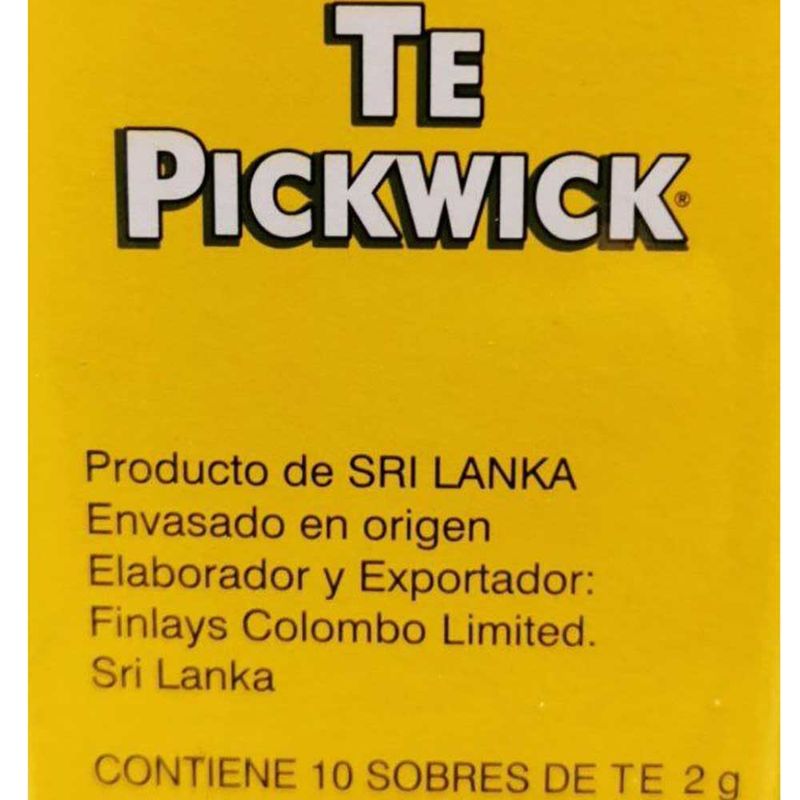 TE
PICKWICK®
Producto de SRI LANKA
Envasado en origen
Elaborador y Exportador:
Finlays Colombo Limited.
Sri Lanka
CONTIENE 10 SOBRES DE TE 2 g